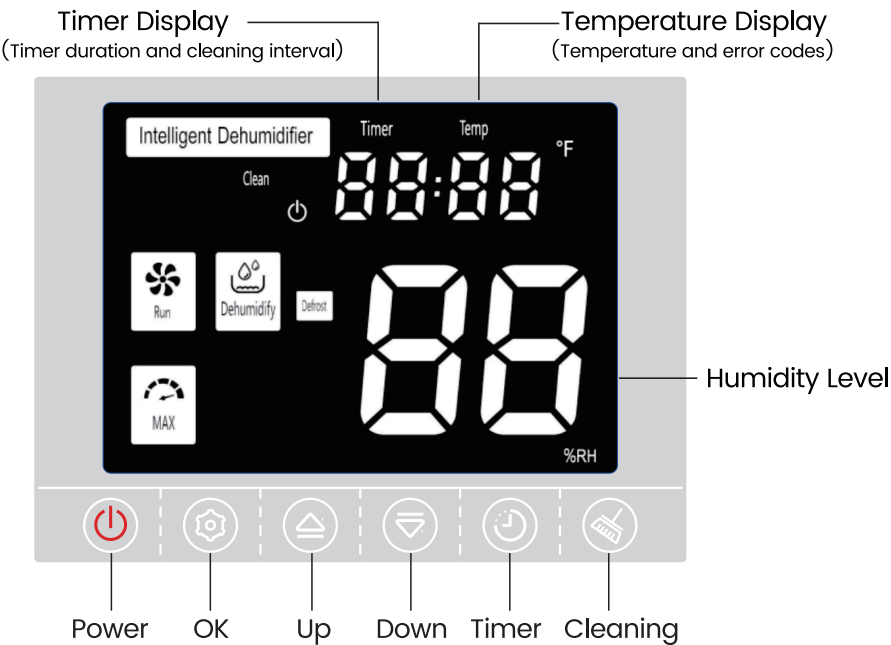 Timer Display
(Timer duration and cleaning interval)
Temperature Display
(Temperature and error codes)
Intelligent Dehumidifier
Timer
Temp
°F
Clean
88:88
Run
Dehumidify
Defrost
88
MAX
%RH
Humidity Level
Power
OK
Up
Down
Timer
Cleaning